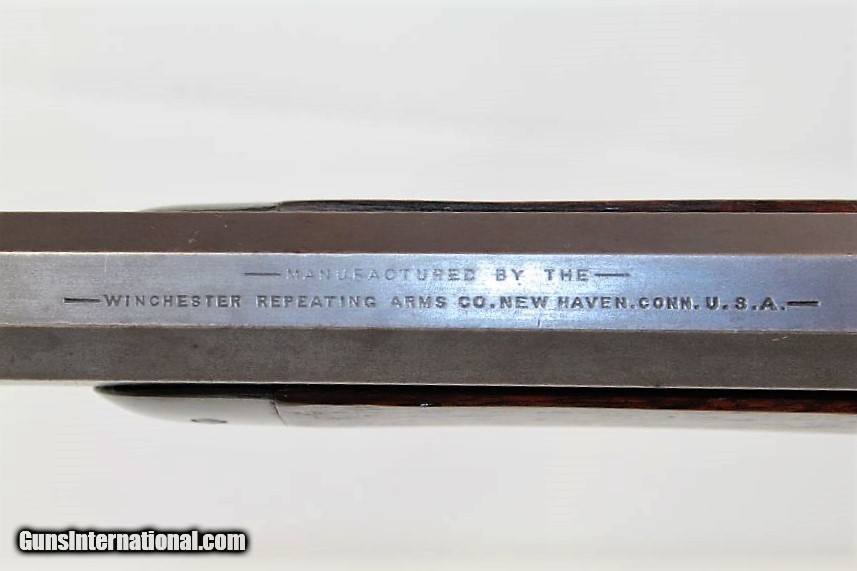 — MANUFACTURED BY THE —
— WINCHESTER REPEATING ARMS CO. NEW HAVEN. CONN. U. S. A. —
GunsInternational.com